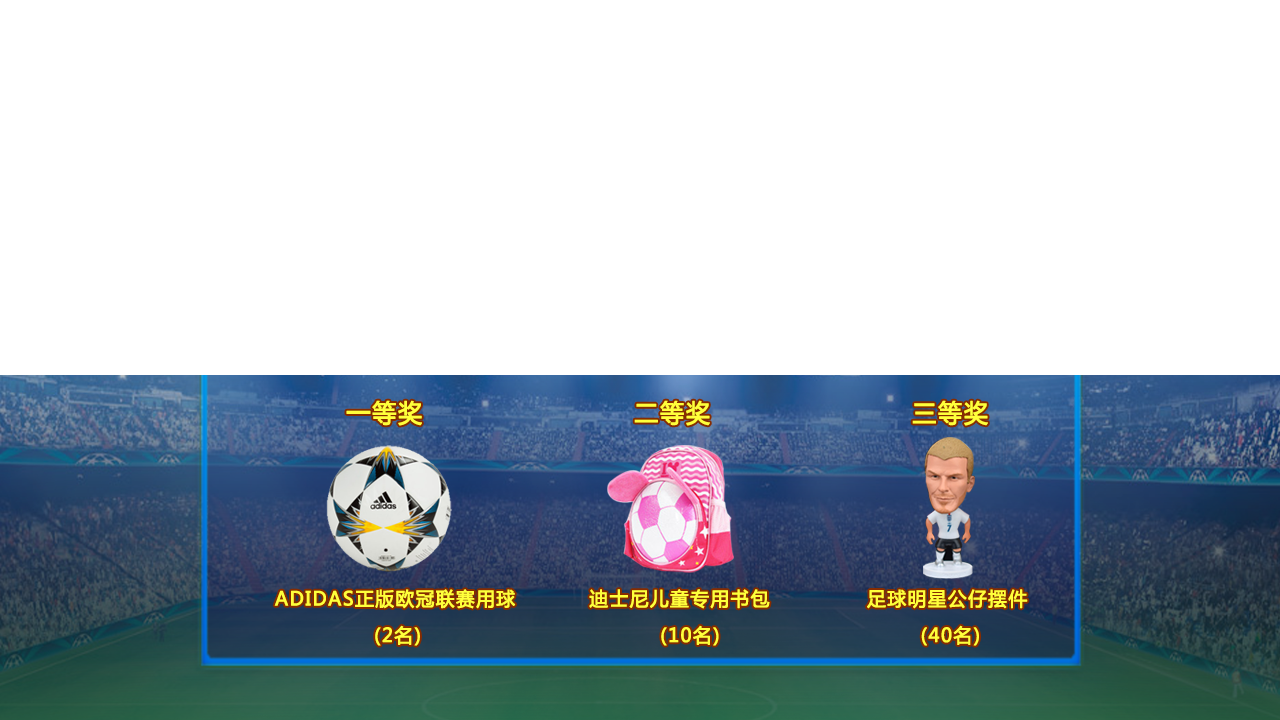 一等奖
二等奖
三等奖
adidas
7
ADIDAS正版欧冠联赛用球
迪士尼儿童专用书包
足球明星公仔摆件
(2名)
(10名)
(40名)